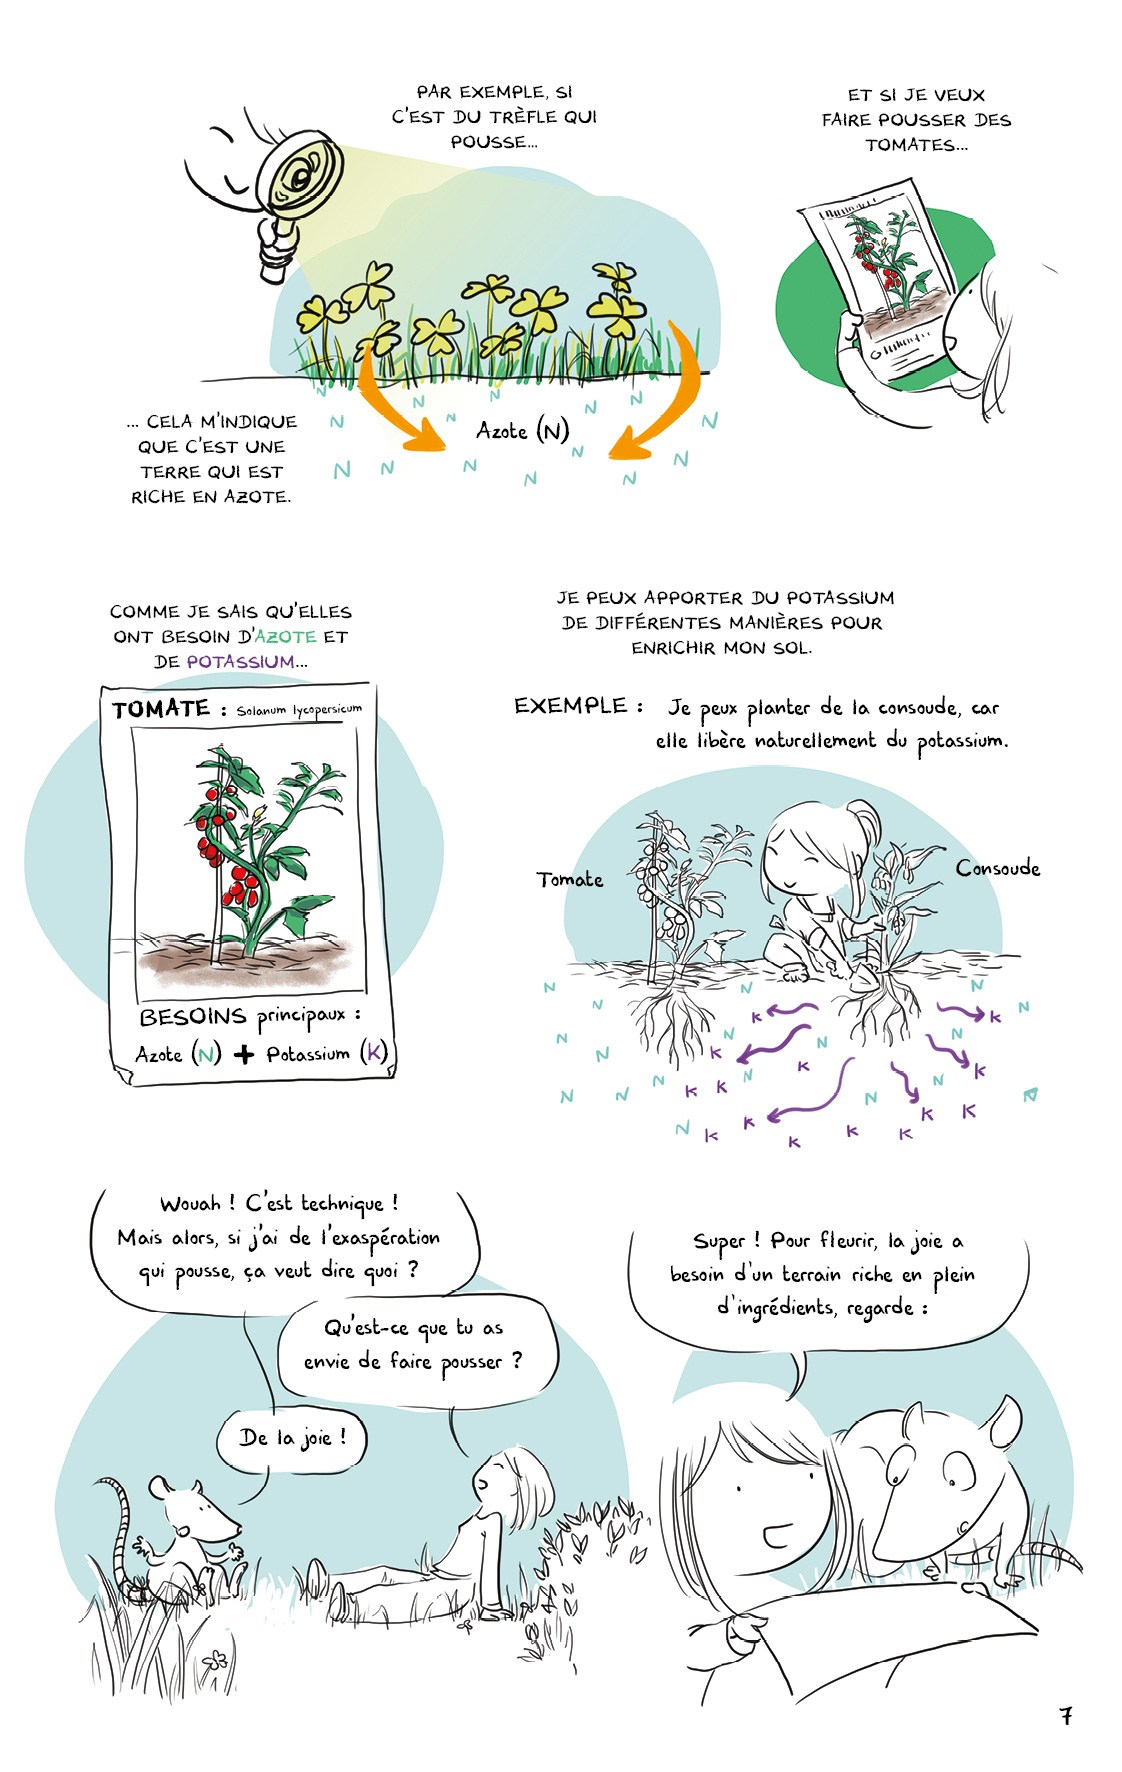 PAR EXEMPLE, SI
C'EST DU TRÈFLE QUI
POUSSE...
ET SI JE VEUX
FAIRE POUSSER DES
TOMATES...
... CELA M'INDIQUE
QUE C'EST UNE
TERRE QUI EST
RICHE EN AZOTE.
Azote (N)
N N N N N N N N N N N N N N N
COMME JE SAIS QU'ELLES
ONT BESOIN D'AZOTE ET
DE POTASSIUM...
TOMATE : Solanum lycopersicum
BESOINS principaux :
Azote (N) + Potassium (K)
JE PEUX APPORTER DU POTASSIUM
DE DIFFÉRENTES MANIÈRES POUR
ENRICHIR MON SOL.
EXEMPLE : Je peux planter de la consoude, car
elle libère naturellement du potassium.
Tomate
Consoude
N N N N
N K K N
N N K N N K K
N N N K K N N N N
N K K K K K K K
Wouah ! C'est technique !
Mais alors, si j'ai de l'exaspération
qui pousse, ça veut dire quoi ?
Qu'est-ce que tu as
envie de faire pousser ?
De la joie !
Super ! Pour fleurir, la joie a
besoin d'un terrain riche en plein
d'ingrédients, regarde :
7